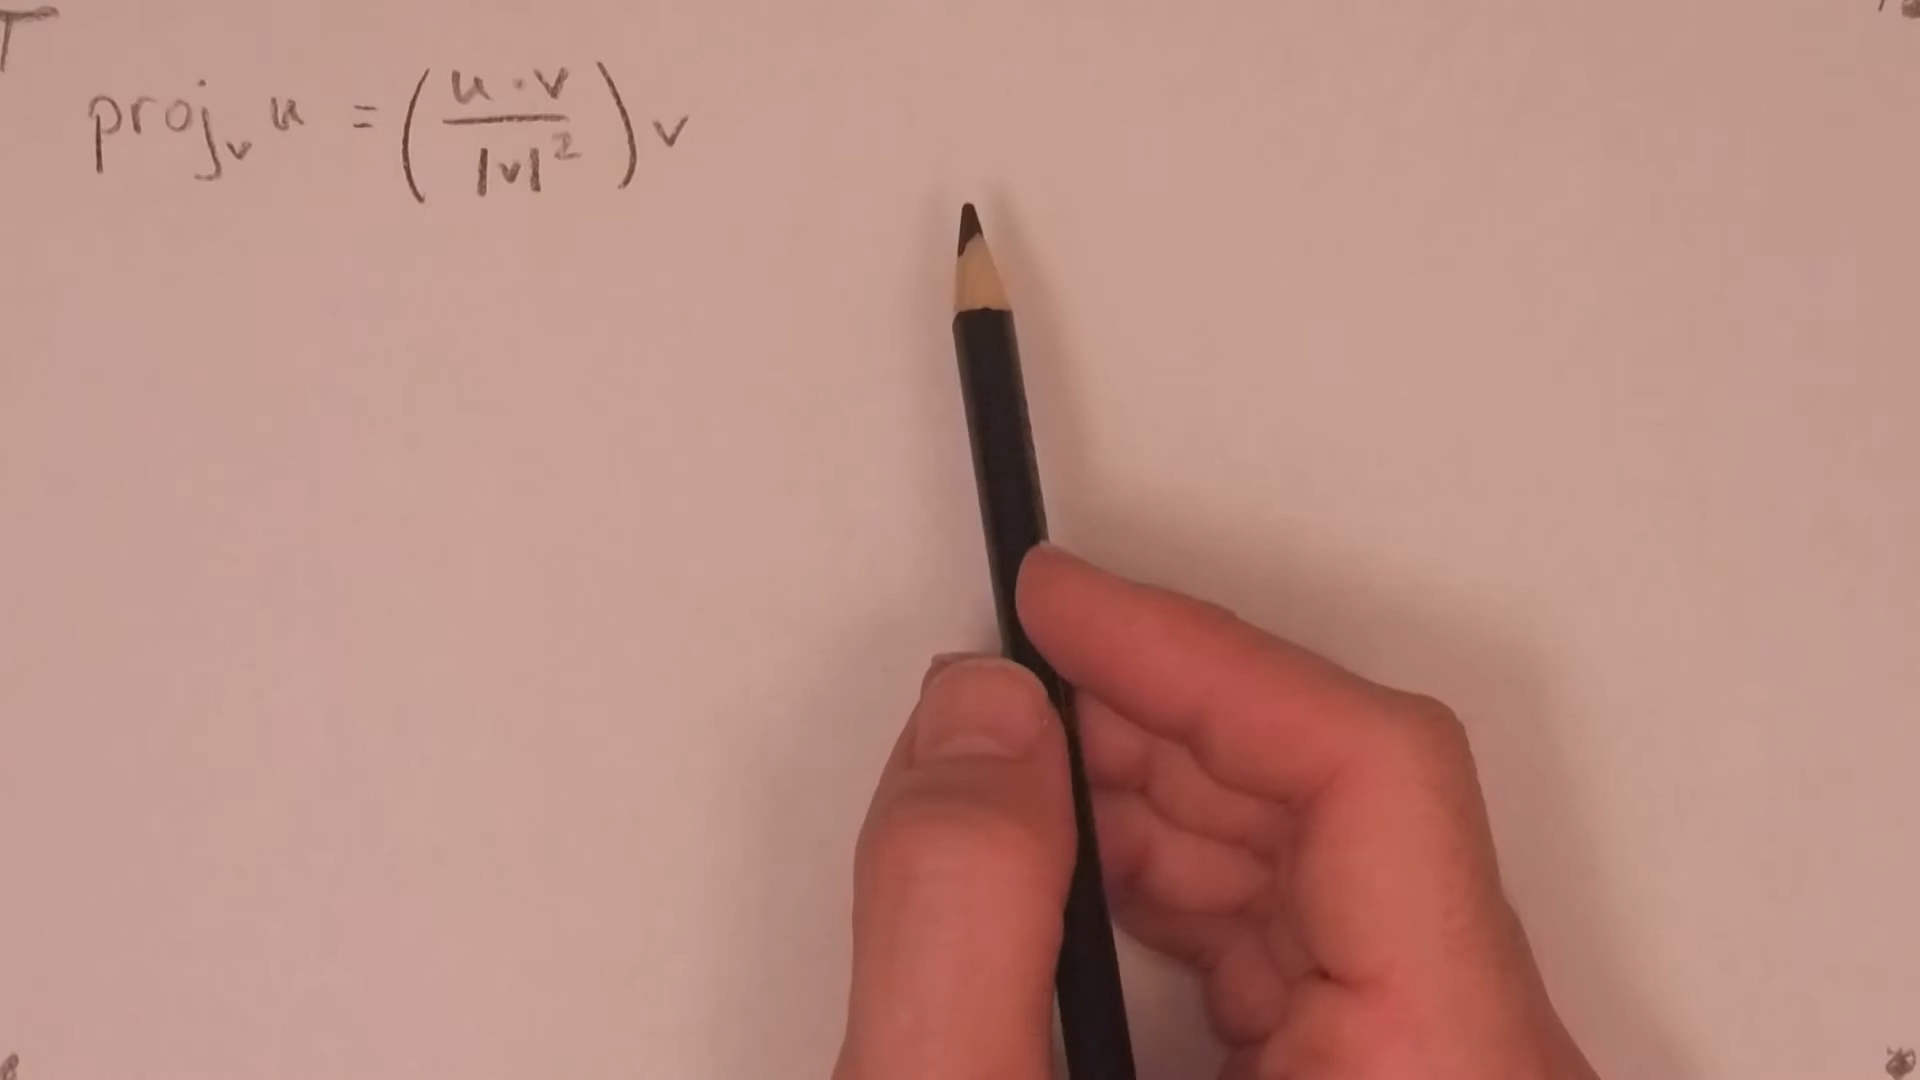 proj_v u = (u · v / |v|²) v